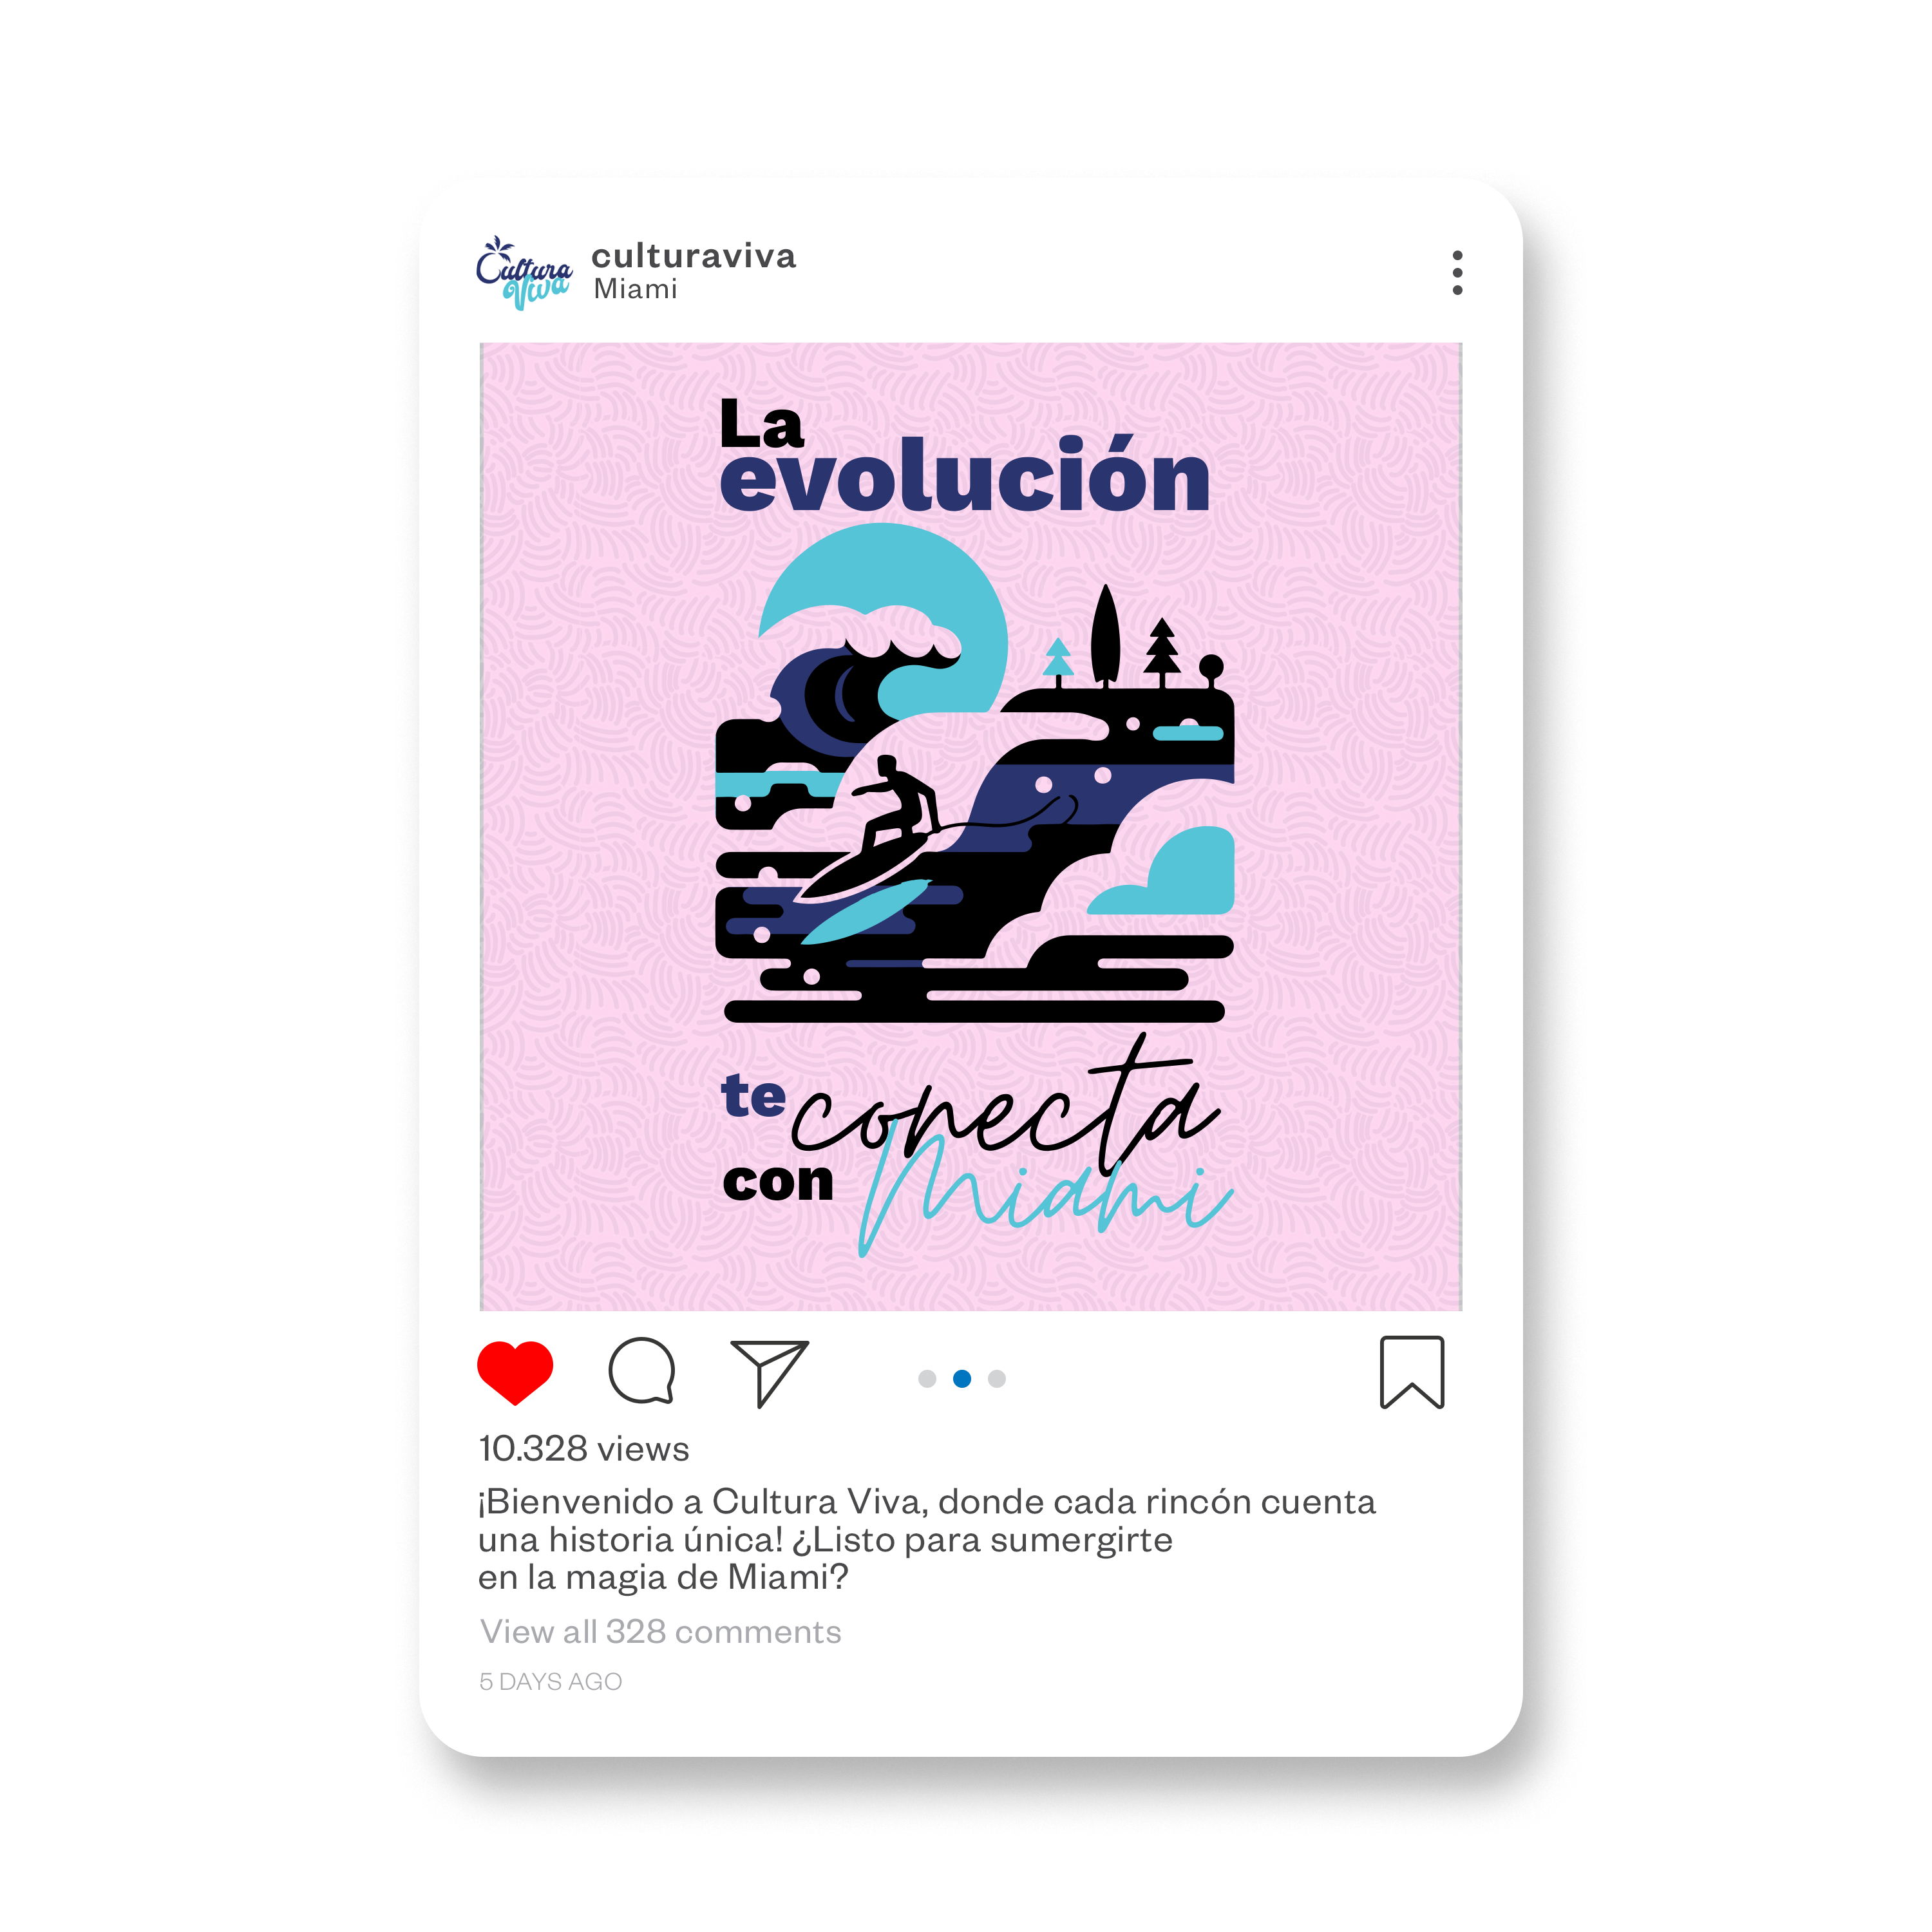 Cultura
Viva
culturaviva
Miami
La
evolución
te conecta
con Miami
10.328 views
¡Bienvenido a Cultura Viva, donde cada rincón cuenta
una historia única! ¿Listo para sumergirte
en la magia de Miami?
View all 328 comments
5 DAYS AGO